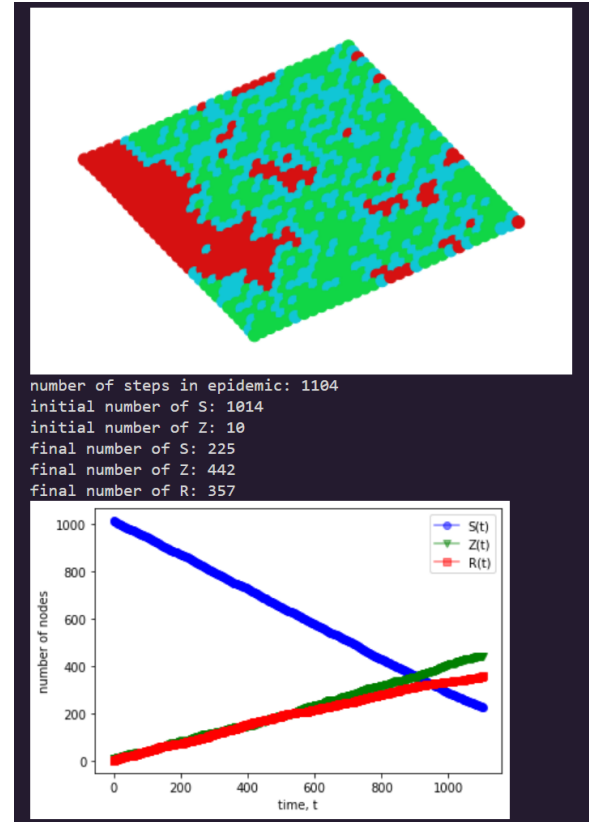 number of steps in epidemic: 1104
initial number of S: 1014
initial number of Z: 10
final number of S: 225
final number of Z: 442
final number of R: 357
S(t)
Z(t)
R(t)
1000
800
600
400
200
0
number of nodes
0 200 400 600 800 1000
time, t